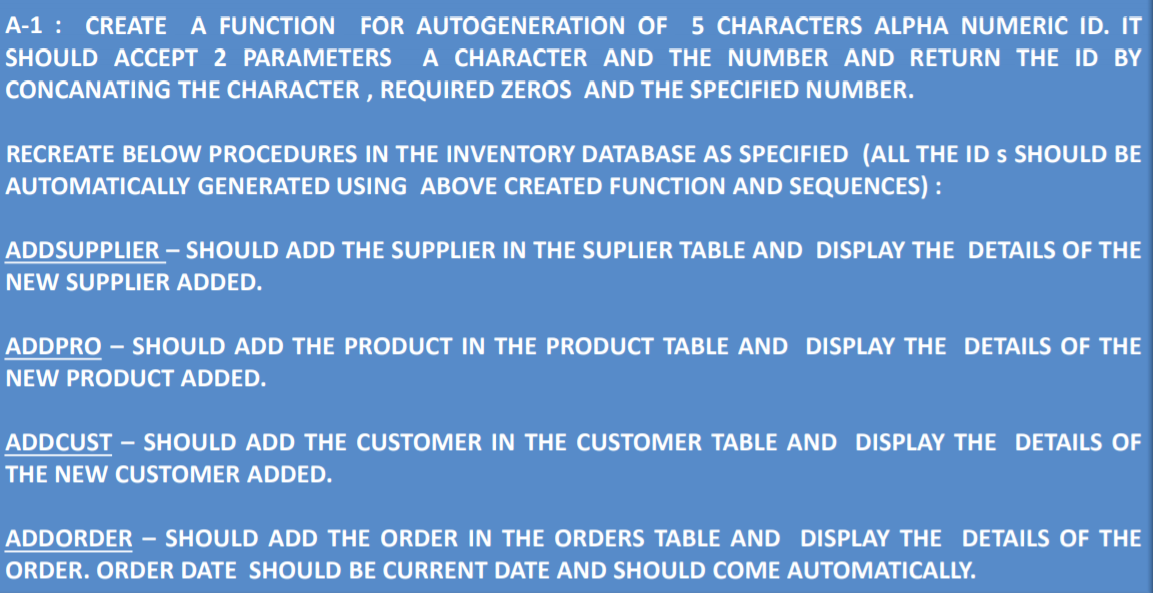 A-1 : CREATE A FUNCTION FOR AUTOGENERATION OF 5 CHARACTERS ALPHA NUMERIC ID. IT
SHOULD ACCEPT 2 PARAMETERS A CHARACTER AND THE NUMBER AND RETURN THE ID BY
CONCANATING THE CHARACTER , REQUIRED ZEROS AND THE SPECIFIED NUMBER.
RECREATE BELOW PROCEDURES IN THE INVENTORY DATABASE AS SPECIFIED (ALL THE ID s SHOULD BE
AUTOMATICALLY GENERATED USING ABOVE CREATED FUNCTION AND SEQUENCES) :
ADDSUPPLIER – SHOULD ADD THE SUPPLIER IN THE SUPLIER TABLE AND DISPLAY THE DETAILS OF THE
NEW SUPPLIER ADDED.
ADDPRO – SHOULD ADD THE PRODUCT IN THE PRODUCT TABLE AND DISPLAY THE DETAILS OF THE
NEW PRODUCT ADDED.
ADDCUST – SHOULD ADD THE CUSTOMER IN THE CUSTOMER TABLE AND DISPLAY THE DETAILS OF
THE NEW CUSTOMER ADDED.
ADDORDER – SHOULD ADD THE ORDER IN THE ORDERS TABLE AND DISPLAY THE DETAILS OF THE
ORDER. ORDER DATE SHOULD BE CURRENT DATE AND SHOULD COME AUTOMATICALLY.